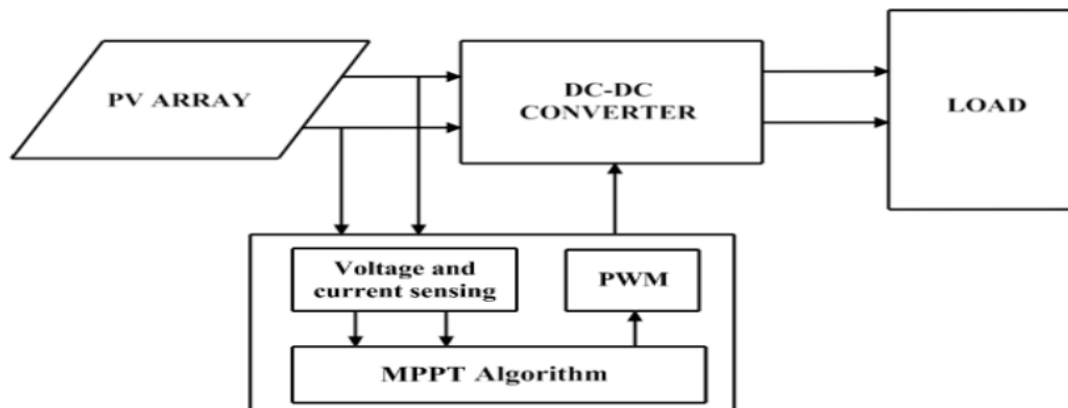 PV ARRAY
DC-DC
CONVERTER
LOAD
Voltage and
current sensing
PWM
MPPT Algorithm